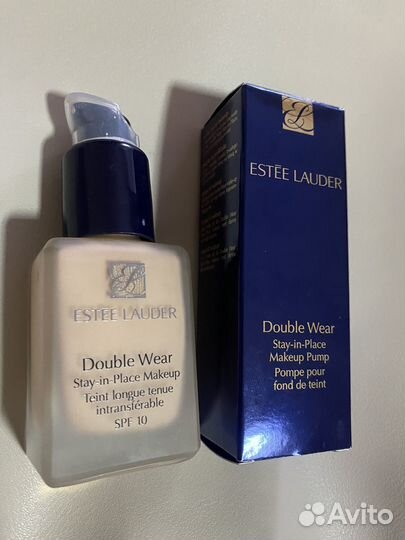 ESTĒE LAUDER
Double Wear
Stay-in-Place Makeup
Teint longue tenue
intransférable
SPF 10
ESTĒE LAUDER
Double Wear
Stay-in-Place
Makeup Pump
Pompe pour
fond de teint
Avito